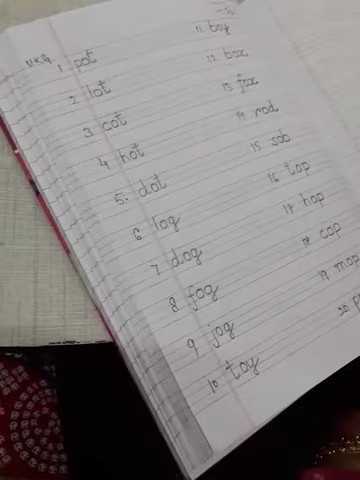 UKG
1 pot
2 lot
3 cot
4 hot
5. dot
6 log
7 dog
8 fog
9 jog
10 toy
11 boy
12 box
13 fox
14 rod
15 sob
16 top
17 hop
18 cop
19 mop
20